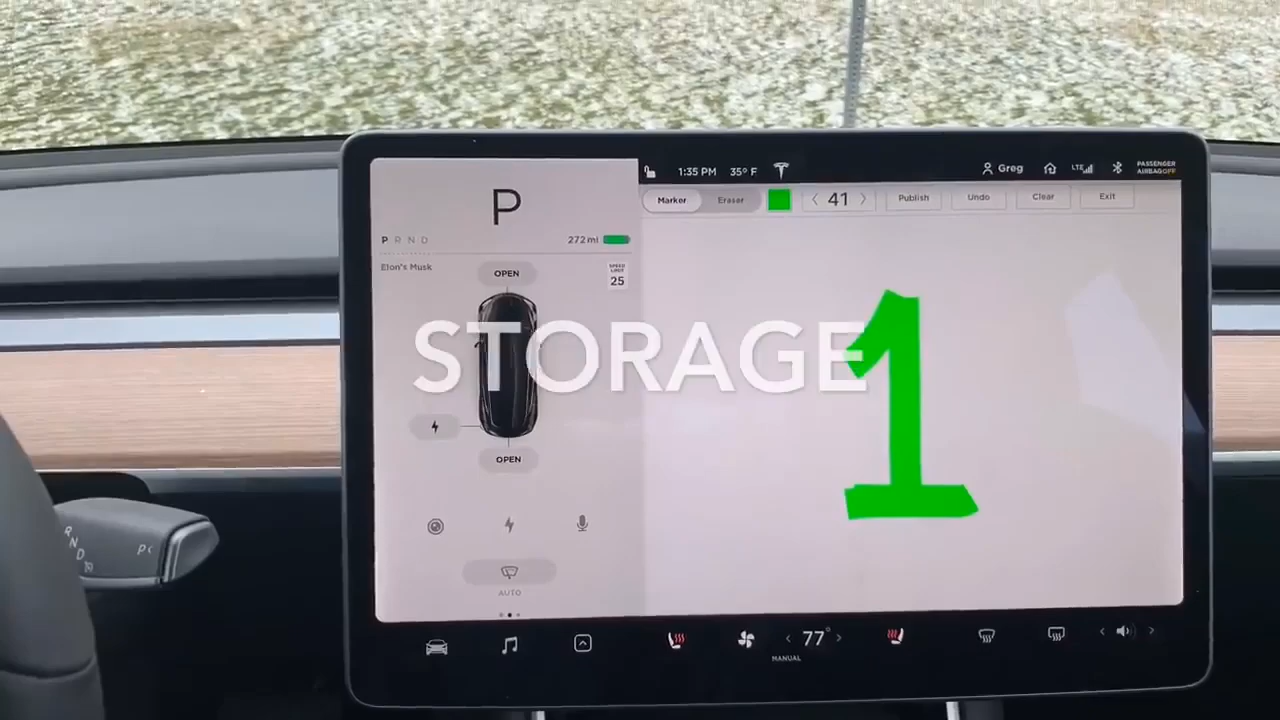 1:35 PM 35° F Greg LTE PASSENGER
AIRBAG OFF
P
Marker Eraser < 41 > Publish Undo Clear Exit
P R N D 272 mi
Elon's Musk
OPEN
SPEED
LIMIT
25
STORAGE
1
OPEN
R
N
D
P
AUTO
< 77° >
MANUAL